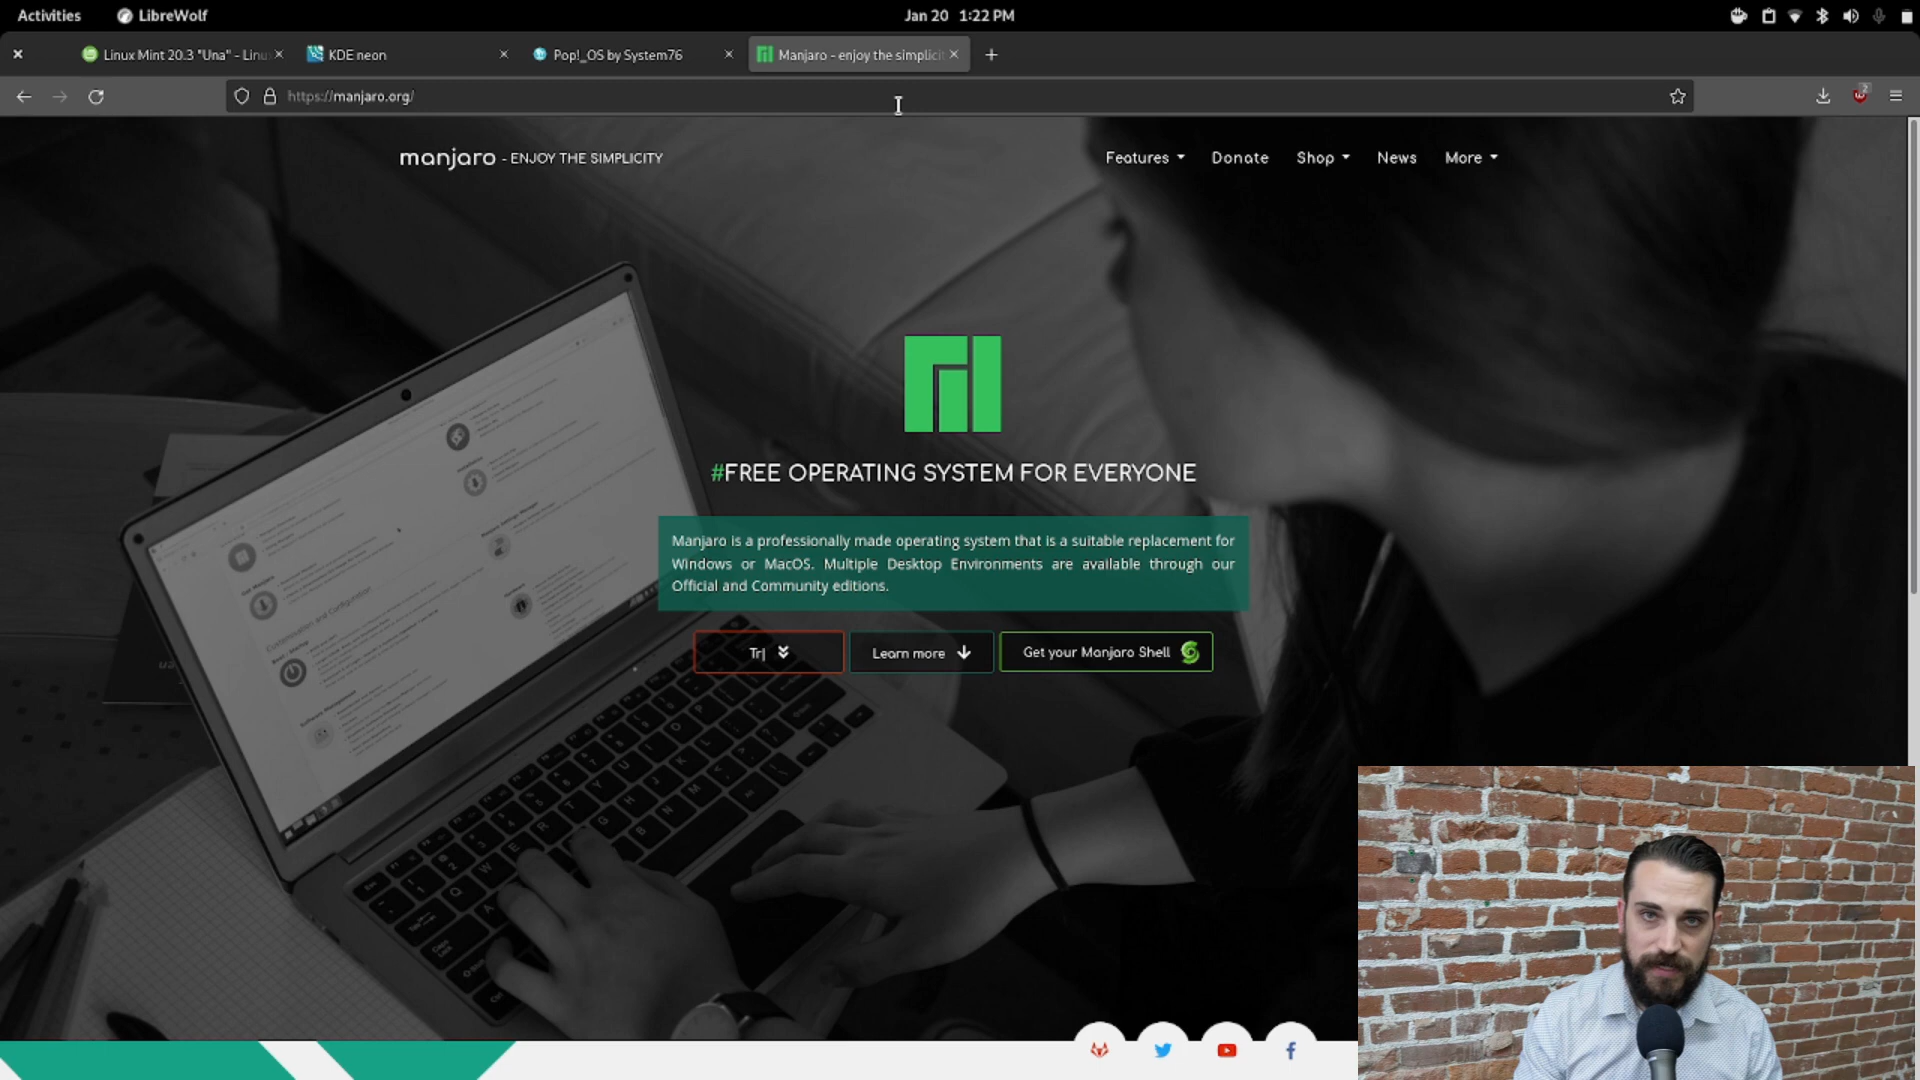 Activities
LibreWolf
Jan 20 1:22 PM
Linux Mint 20.3 "Una" - Linu
KDE neon
Pop!_OS by System76
Manjaro - enjoy the simplicit
https://manjaro.org/
2
manjaro - ENJOY THE SIMPLICITY
Features
Donate
Shop
News
More
#FREE OPERATING SYSTEM FOR EVERYONE
Manjaro is a professionally made operating system that is a suitable replacement for
Windows or MacOS. Multiple Desktop Environments are available through our
Official and Community editions.
Tr|
Learn more
Get your Manjaro Shell